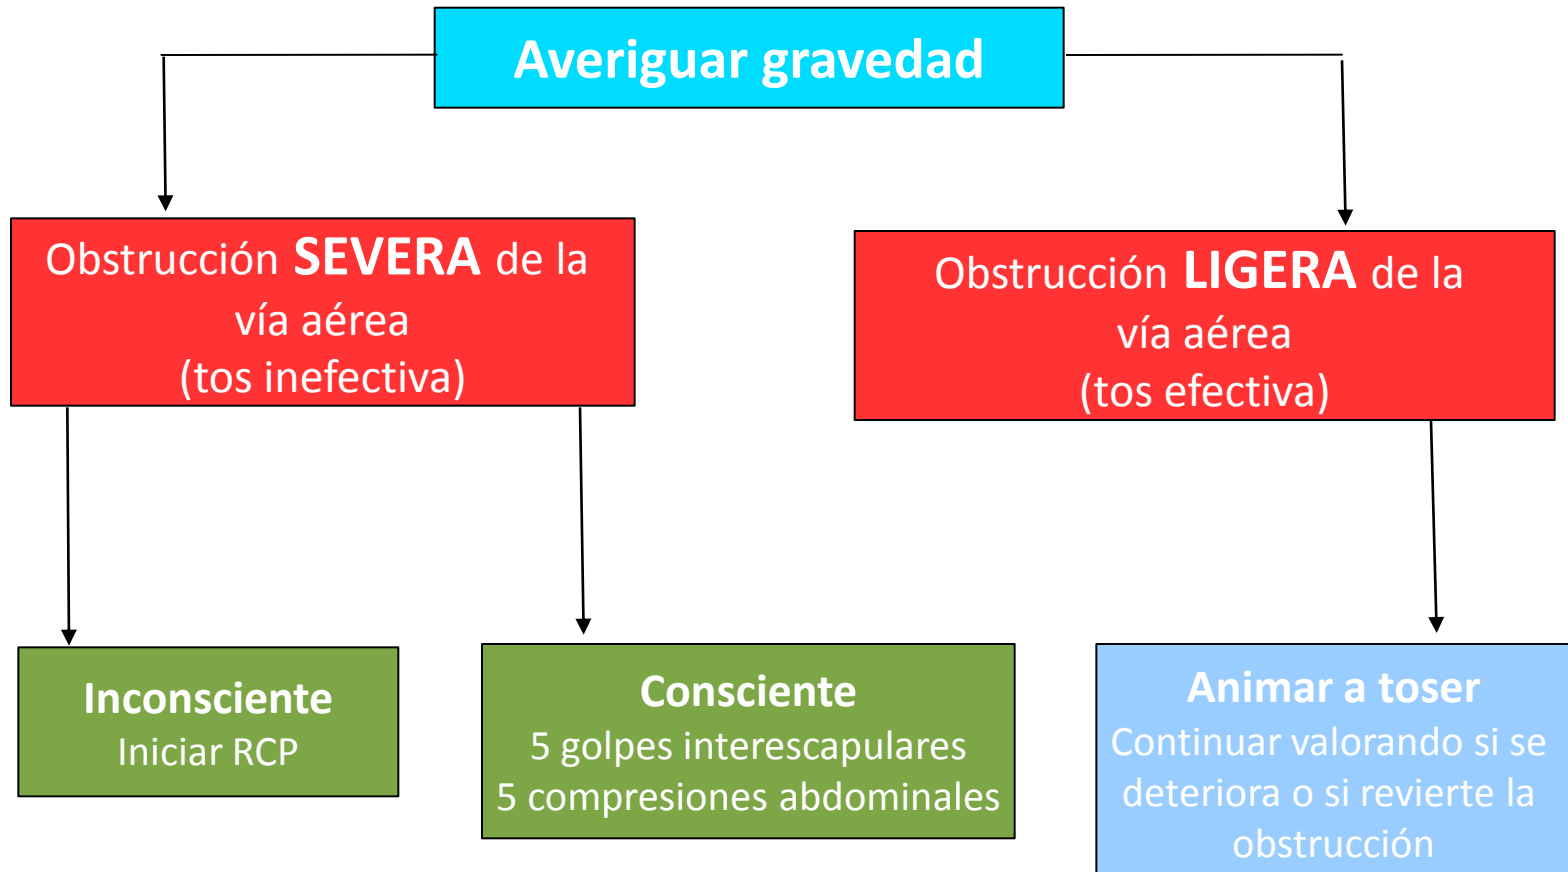 Averiguar gravedad
Obstrucción SEVERA de la
vía aérea
(tos inefectiva)
Obstrucción LIGERA de la
vía aérea
(tos efectiva)
Inconsciente
Iniciar RCP
Consciente
5 golpes interescapulares
5 compresiones abdominales
Animar a toser
Continuar valorando si se
deteriora o si revierte la
obstrucción